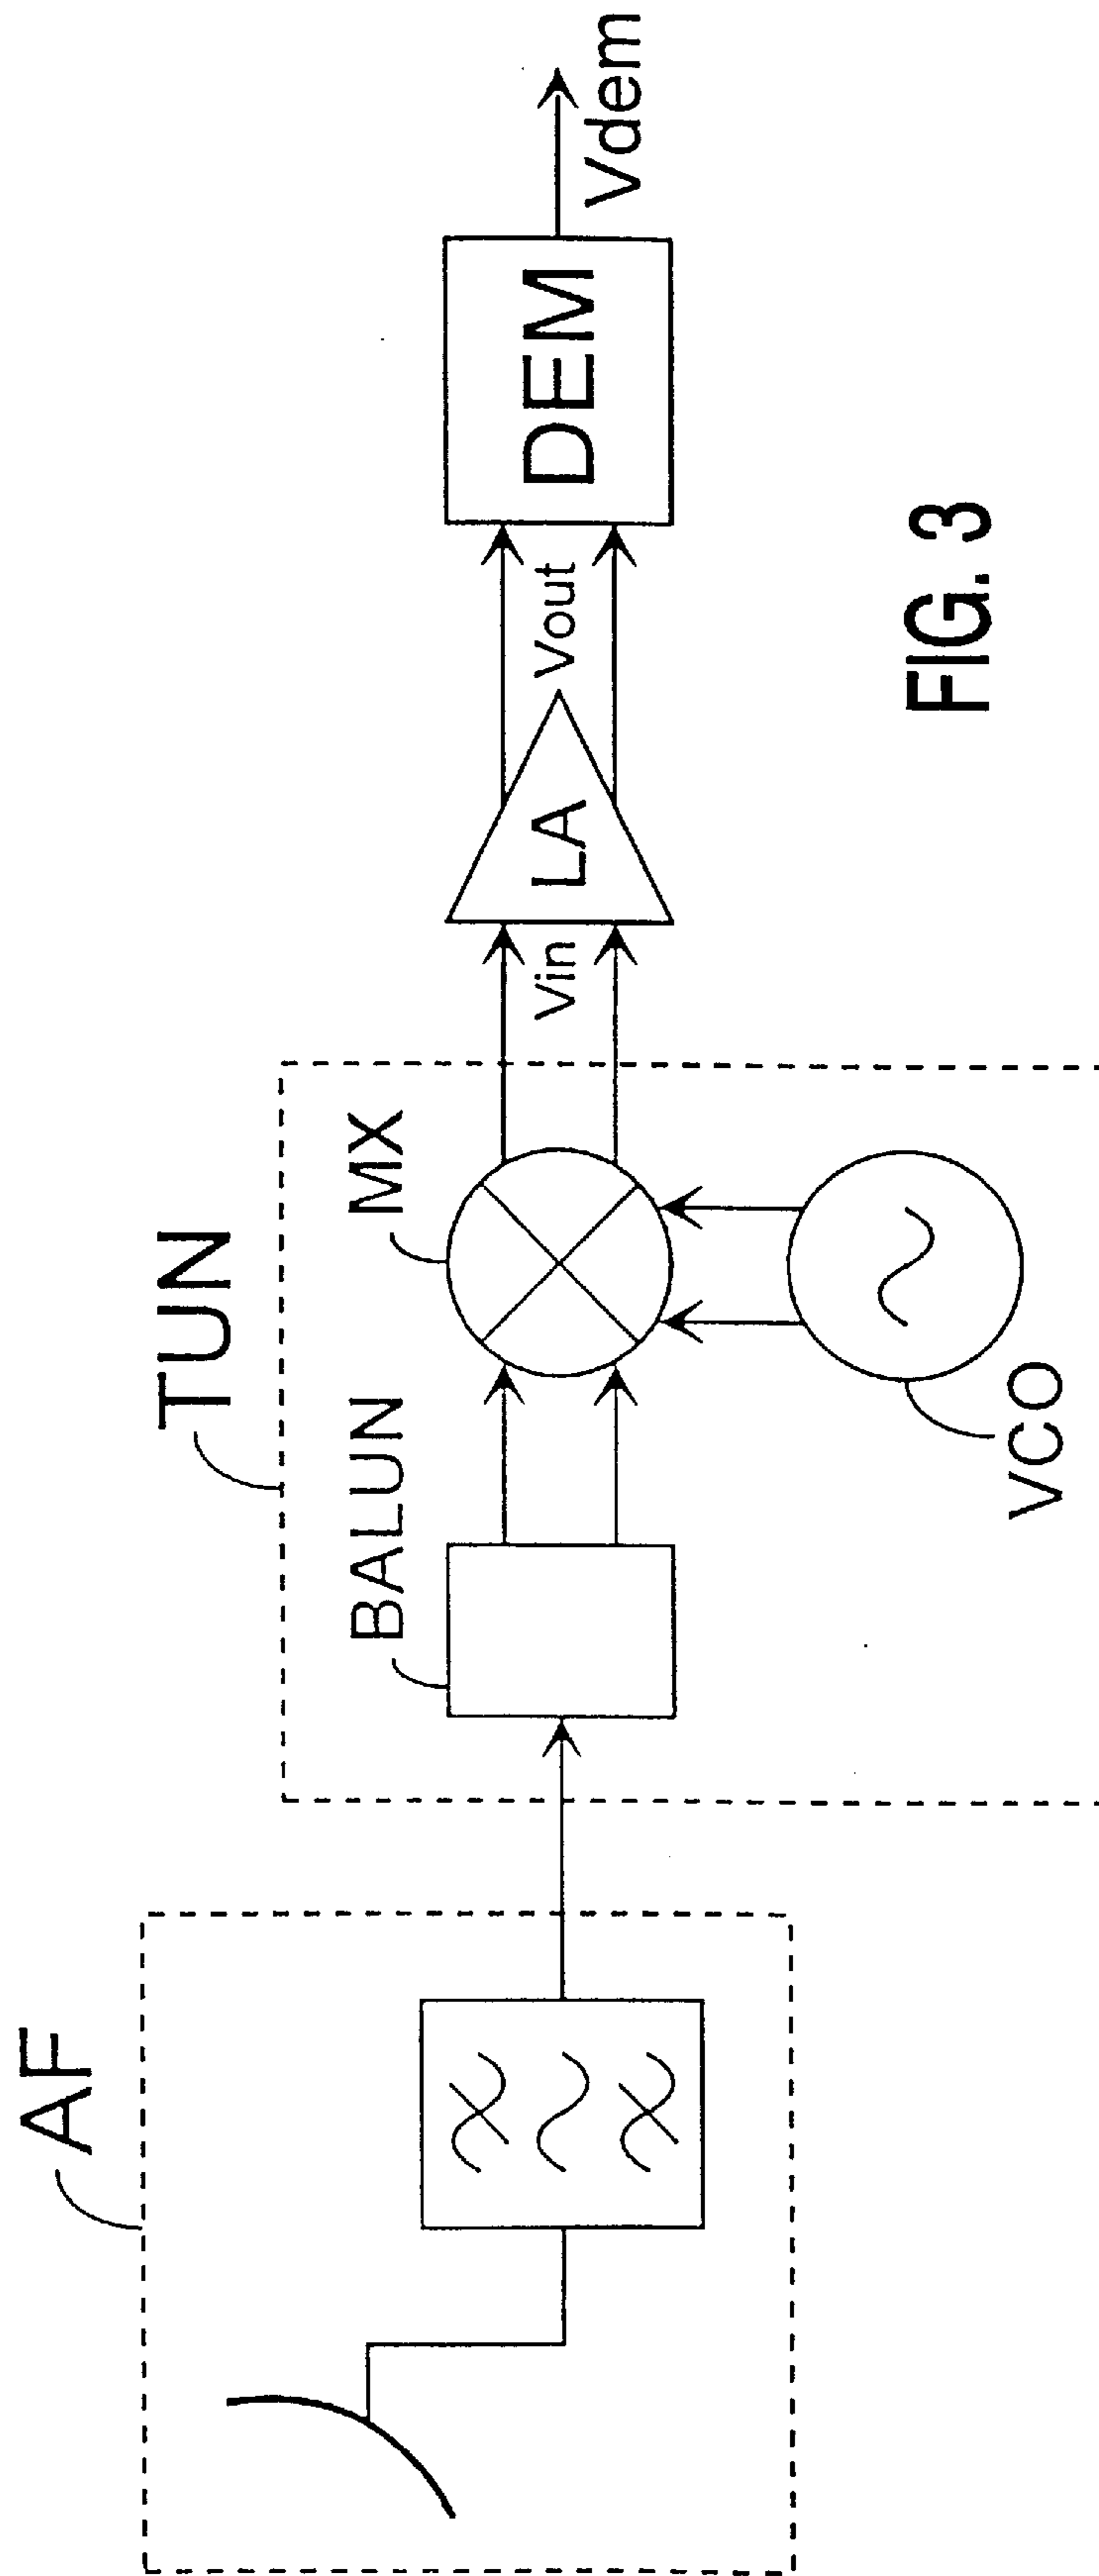 AF
TUN
BALUN
MX
VCO
Vin
LA
Vout
DEM
Vdem
FIG. 3